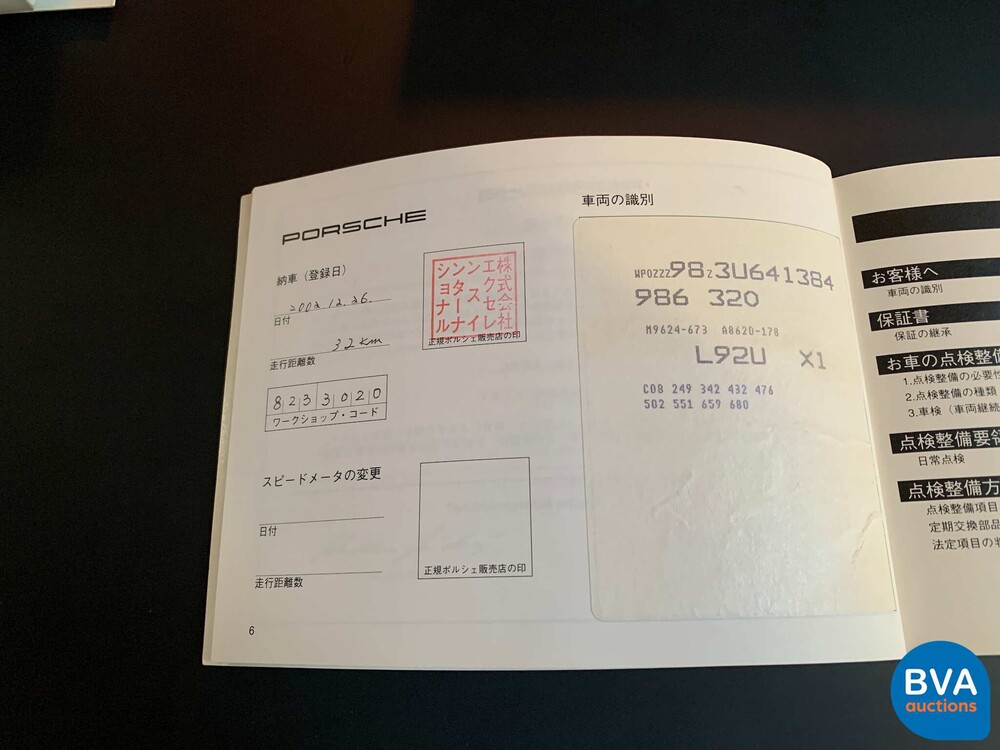 PORSCHE
納車（登録日）
2002.12.26.
日付
32km
走行距離数
8233020
ワークショップ・コード
株式会社
エクセレ
ンスイ
ンターナ
ショナル
正規ポルシェ販売店の印
スピードメータの変更
日付
走行距離数
正規ポルシェ販売店の印
6
車両の識別
WP0ZZZ98Z3U641384
986 320
M9624-673 A8620-178
L92U X1
C08 249 342 432 476
502 551 659 680
お客様へ
車両の識別
保証書
保証の継承
お車の点検整備
1.点検整備の必要性
2.点検整備の種類
3.車検（車両継続
点検整備要領
日常点検
点検整備方
点検整備項目
定期交換部品
法定項目の判
BVA
auctions